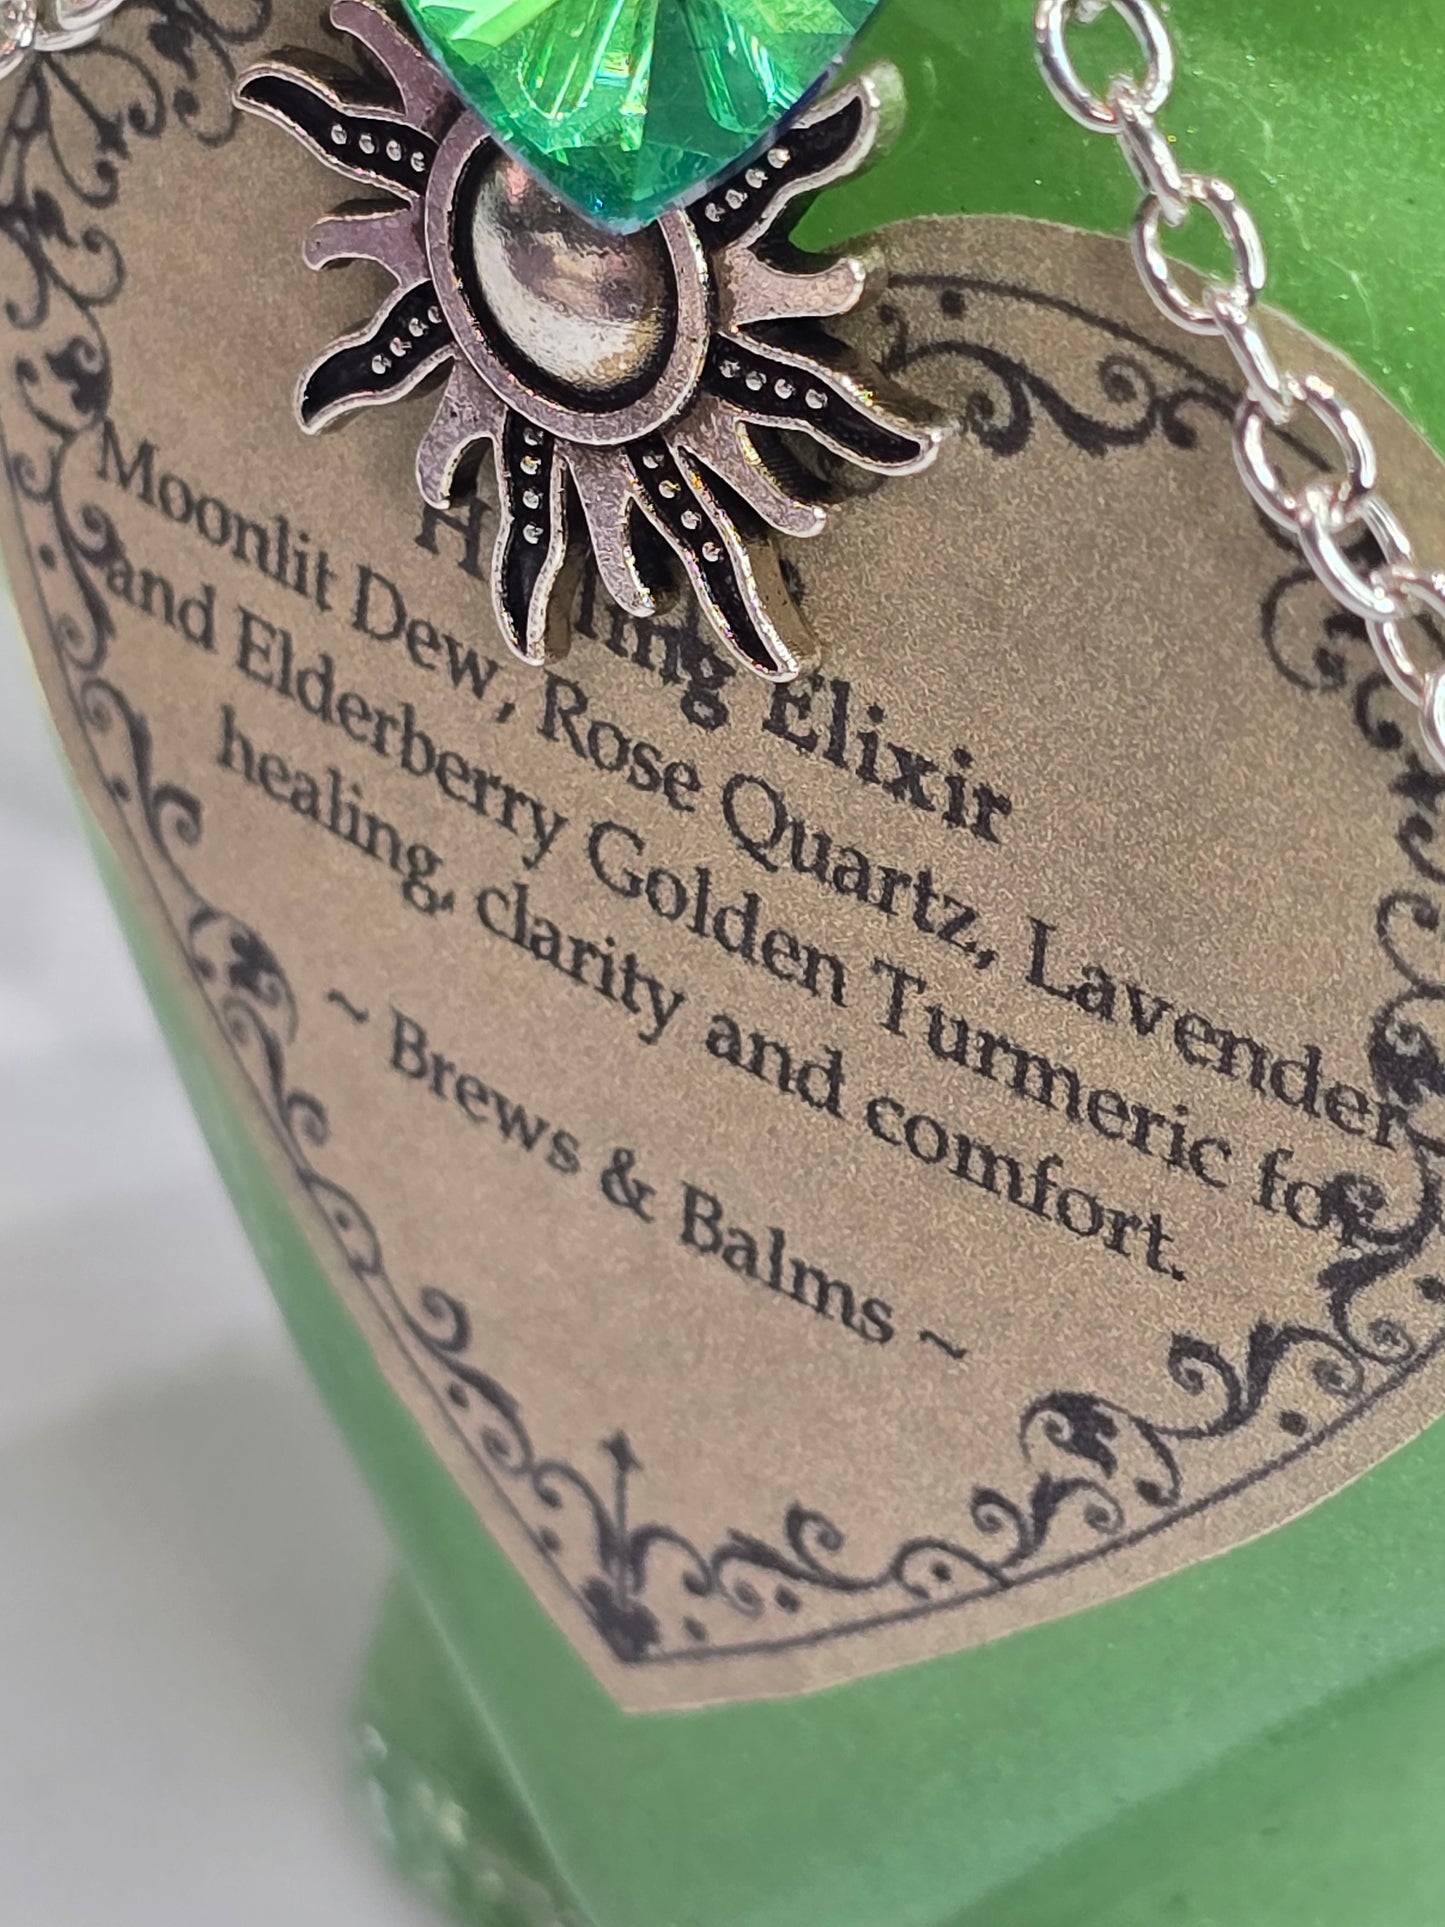 Elixir
Moonlit Dew, Rose Quartz, Lavender
and Elderberry Golden Turmeric for
healing, clarity and comfort.
~ Brews & Balms ~